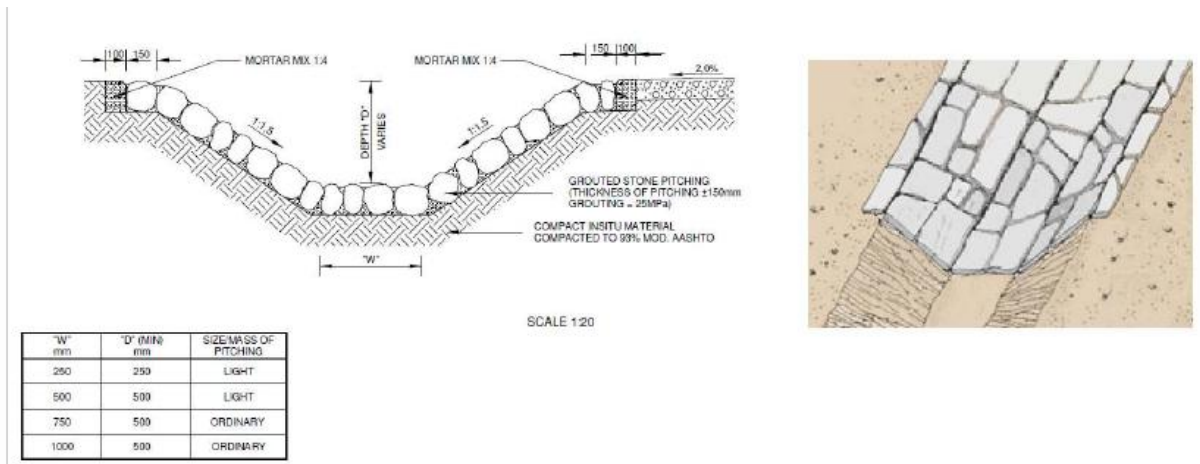 100 150
MORTAR MIX 1:4
MORTAR MIX 1:4
150 100
2,0%
1:1.5
DEPTH "D"
VARIES
1:1.5
GROUTED STONE PITCHING
(THICKNESS OF PITCHING ±150mm
GROUTING = 25MPa)
COMPACT INSITU MATERIAL
COMPACTED TO 93% MOD. AASHTO
"W"
SCALE 1:20
"W" mm "D" (MIN) mm SIZE/MASS OF PITCHING
250 250 LIGHT
500 500 LIGHT
750 500 ORDINARY
1000 500 ORDINARY